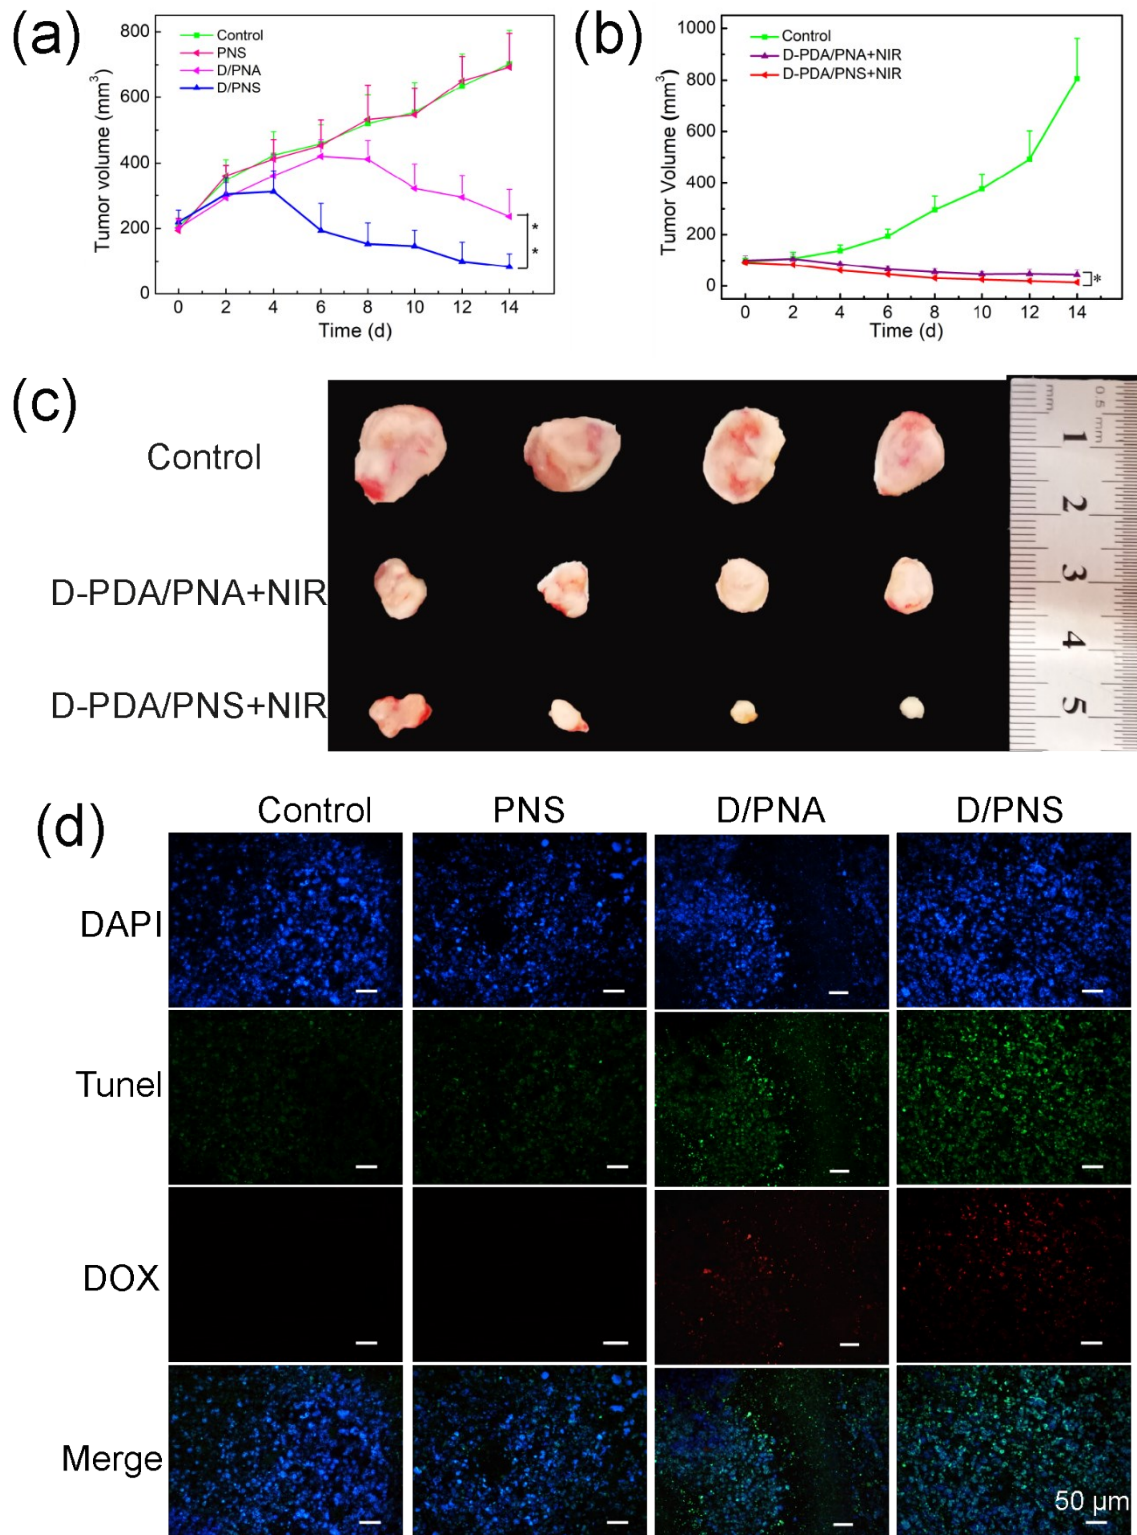 (a)
800
600
400
200
0
Tumor volume (mm³)
Control
PNS
D/PNA
D/PNS
*
*
0 2 4 6 8 10 12 14
Time (d)
(b)
1000
800
600
400
200
0
Tumor Volume (mm³)
Control
D-PDA/PNA+NIR
D-PDA/PNS+NIR
*
0 2 4 6 8 10 12 14
Time (d)
(c)
Control
D-PDA/PNA+NIR
D-PDA/PNS+NIR
mm
0.5 mm
1
2
3
4
5
(d)
Control PNS D/PNA D/PNS
DAPI
Tunel
DOX
Merge
50 μm